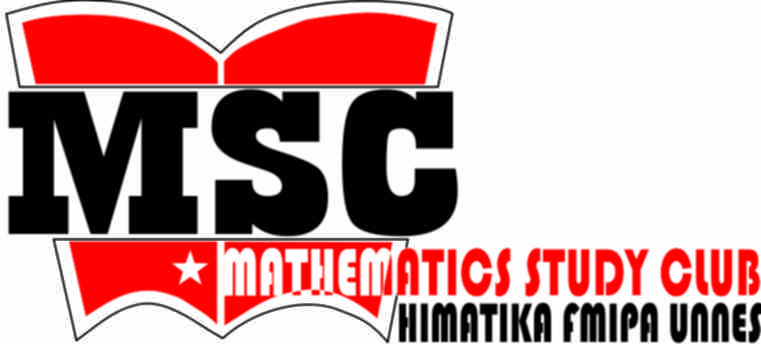 MSC
MATHEMATICS STUDY CLUB
HIMATIKA FMIPA UNNES